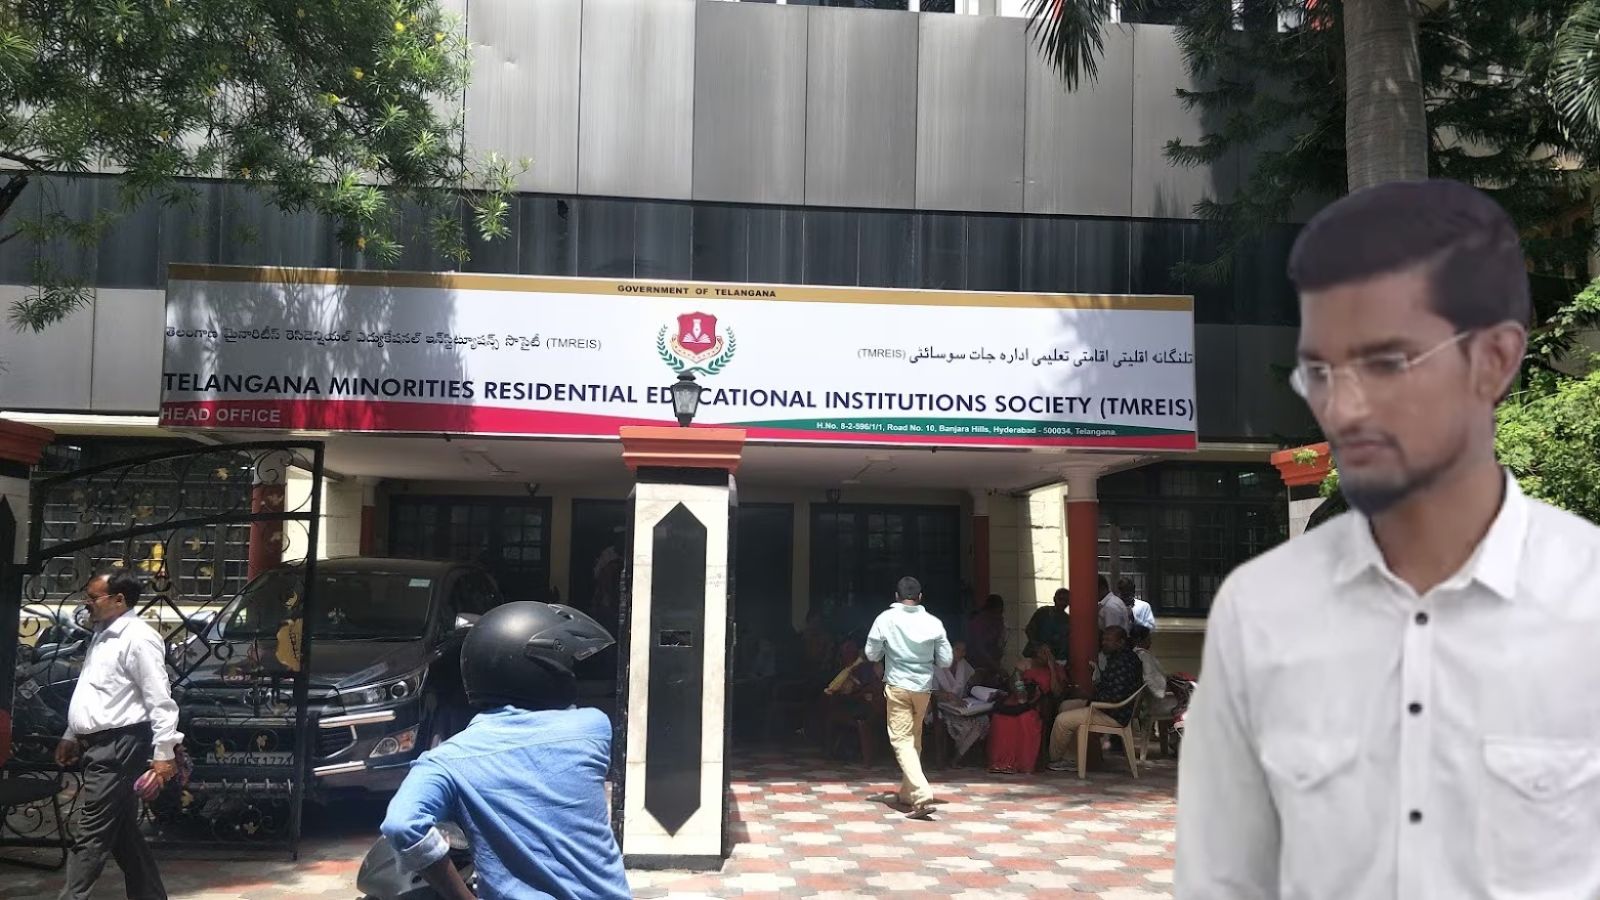 GOVERNMENT OF TELANGANA
తెలంగాణ మైనారిటీస్ రెసిడెన్షియల్ ఎడ్యుకేషనల్ ఇన్‌స్టిట్యూషన్స్ సొసైటీ (TMREIS)
تلنگانہ اقلیتی اقامتی تعلیمی ادارہ جات سوسائٹی (TMREIS)
TELANGANA MINORITIES RESIDENTIAL EDUCATIONAL INSTITUTIONS SOCIETY (TMREIS)
HEAD OFFICE
H.No. 8-2-596/1/1, Road No. 10, Banjara Hills, Hyderabad - 500034, Telangana.